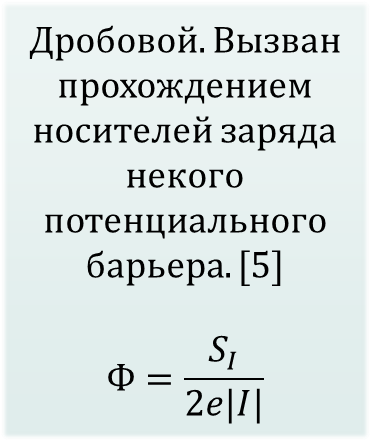 Дробовой. Вызван
прохождением
носителей заряда
некого
потенциального
барьера. [5]
Φ = S_I / 2e|I|